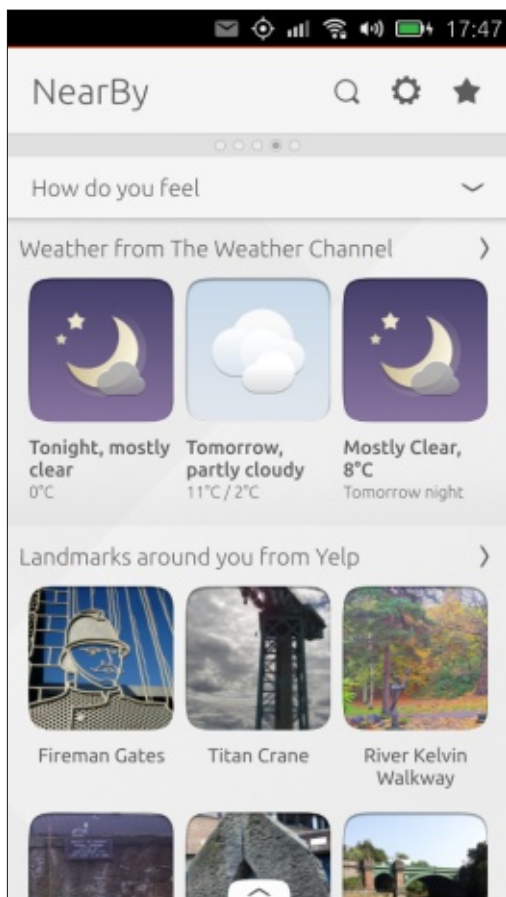 17:47
NearBy
How do you feel
Weather from The Weather Channel
Tonight, mostly
clear
0°C
Tomorrow,
partly cloudy
11°C / 2°C
Mostly Clear,
8°C
Tomorrow night
Landmarks around you from Yelp
Fireman Gates
Titan Crane
River Kelvin
Walkway